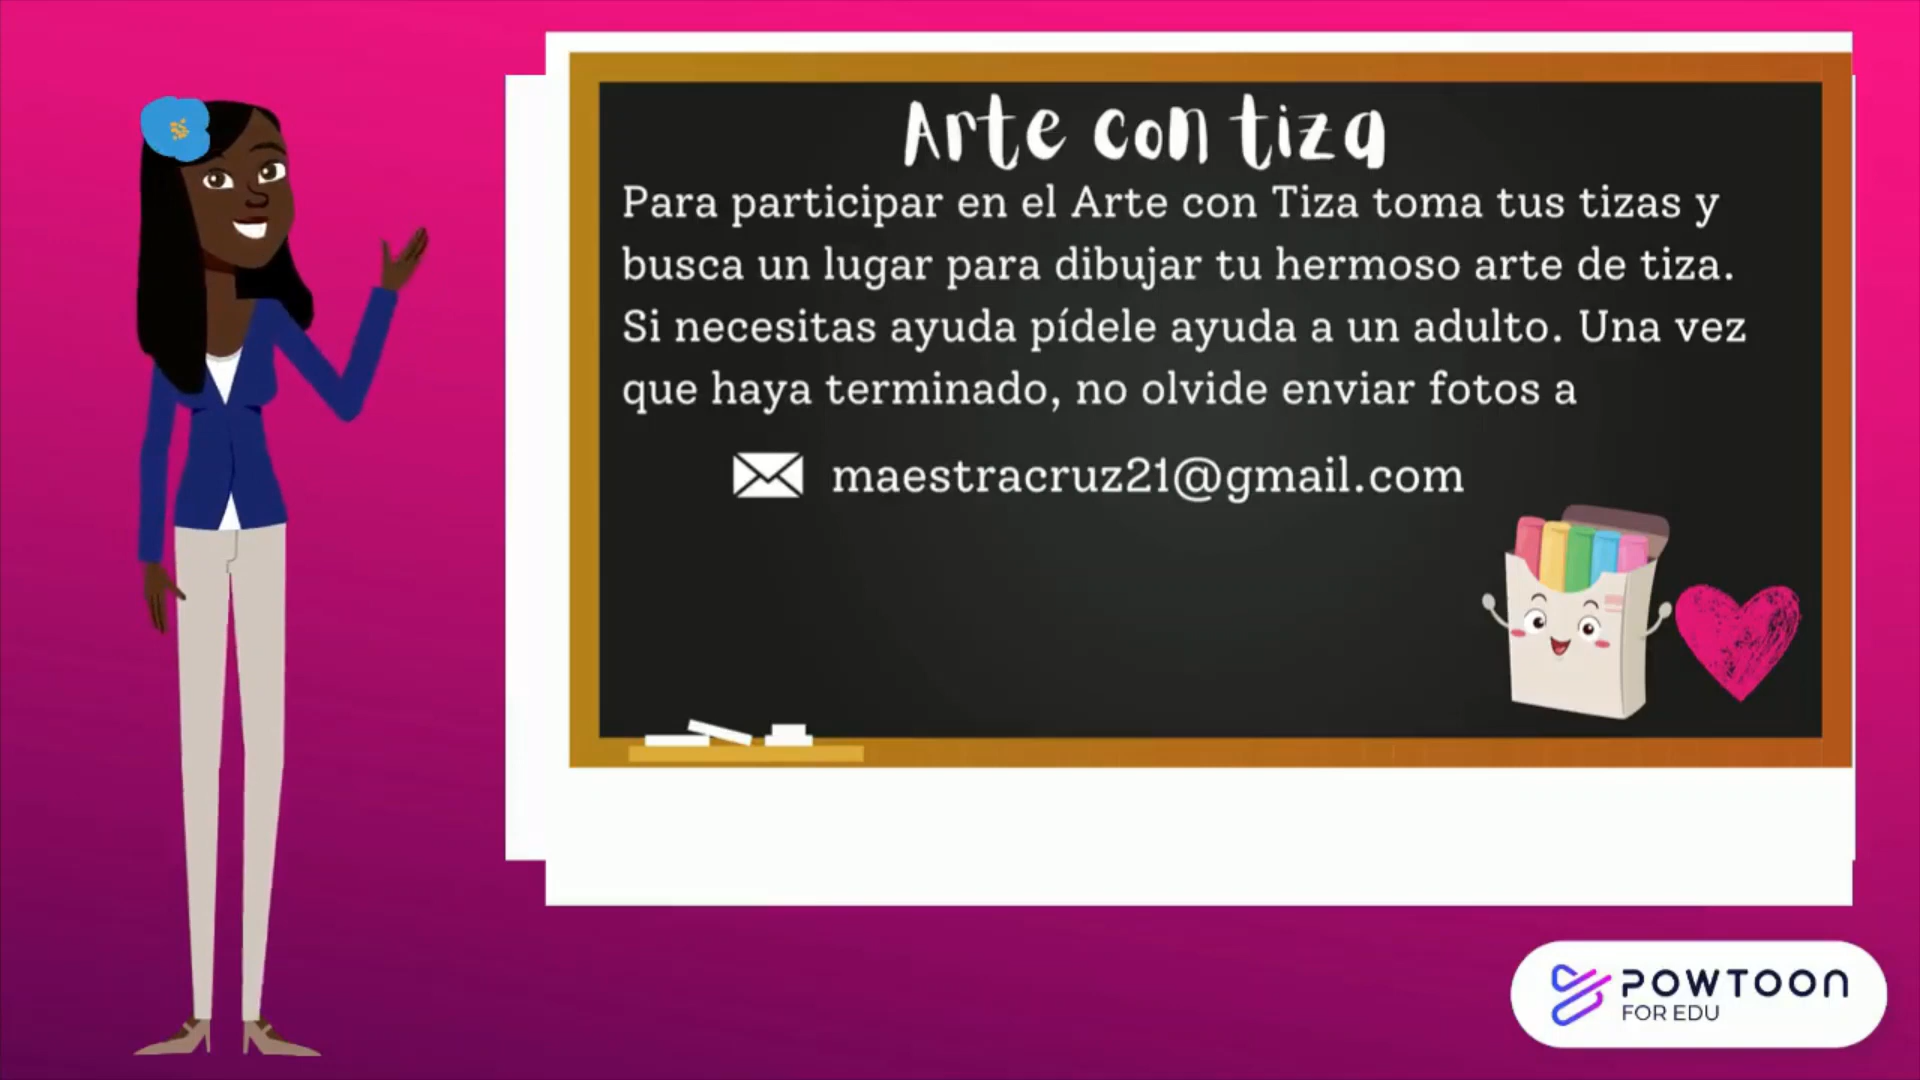 Arte con tiza
Para participar en el Arte con Tiza toma tus tizas y
busca un lugar para dibujar tu hermoso arte de tiza.
Si necesitas ayuda pídele ayuda a un adulto. Una vez
que haya terminado, no olvide enviar fotos a
maestracruz21@gmail.com
POWTOON
FOR EDU